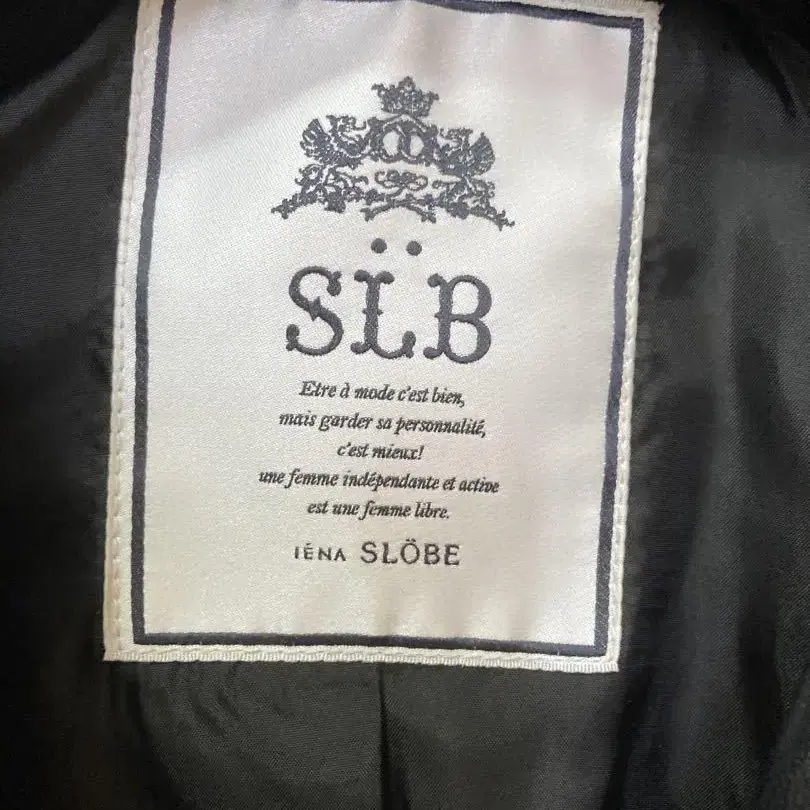 SL̈B
Etre à mode c'est bien,
mais garder sa personnalité,
c'est mieux!
une femme indépendante et active
est une femme libre.
IÉNA SLÖBE